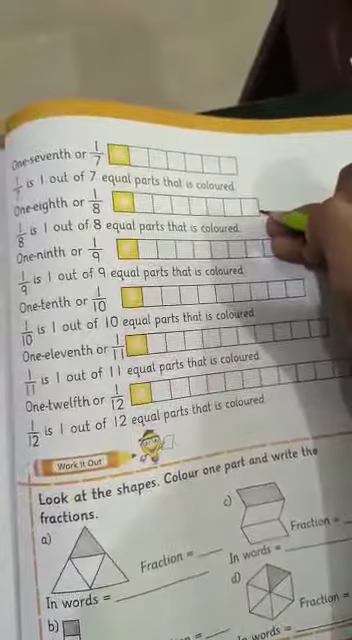 One-seventh or 1/7
1/7 is 1 out of 7 equal parts that is coloured.
One-eighth or 1/8
1/8 is 1 out of 8 equal parts that is coloured.
One-ninth or 1/9
1/9 is 1 out of 9 equal parts that is coloured.
One-tenth or 1/10
1/10 is 1 out of 10 equal parts that is coloured.
One-eleventh or 1/11
1/11 is 1 out of 11 equal parts that is coloured.
One-twelfth or 1/12
1/12 is 1 out of 12 equal parts that is coloured.
Work It Out
Look at the shapes. Colour one part and write the
fractions.
a) Fraction = ___
In words = ___
c) Fraction = ___
In words = ___
b)
d) Fraction =
In words =